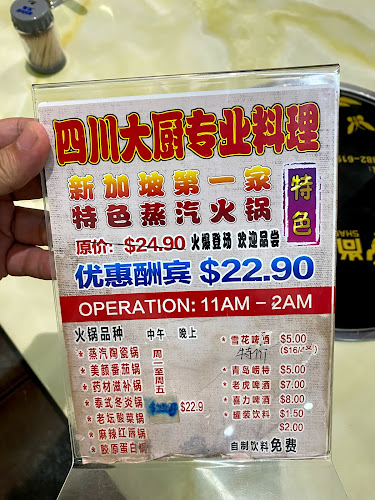 四川大厨专业料理
新加坡第一家
特色蒸汽火锅
特色
原价: $24.90 火爆登场 欢迎品尝
优惠酬宾 $22.90
OPERATION: 11AM – 2AM
火锅品种 中午 晚上
* 蒸汽陶瓷锅
* 美颜番茄锅
* 药材滋补锅
* 泰式冬炎锅
* 老坛酸菜锅
* 麻辣红汤锅
* 胶原蛋白锅
周一至周五
$22.9
* 雪花啤酒 $5.00
特价
* 青岛崂特 $5.00
* 老虎啤酒 $7.00
* 喜力啤酒 $8.00
* 罐装饮料 $1.50
$2.00
自制饮料免费